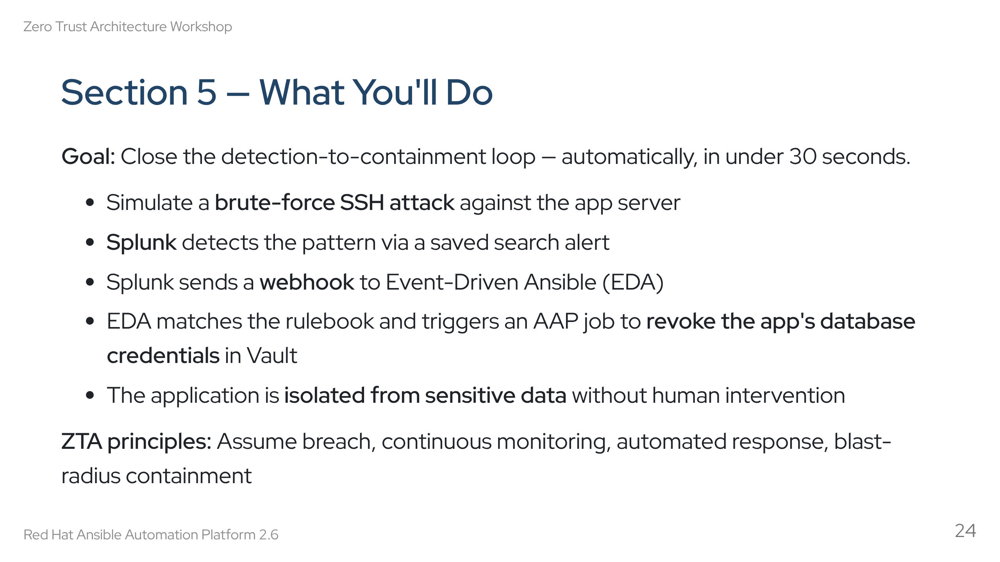 Zero Trust Architecture Workshop
Section 5 — What You'll Do
Goal: Close the detection-to-containment loop — automatically, in under 30 seconds.
• Simulate a brute-force SSH attack against the app server
• Splunk detects the pattern via a saved search alert
• Splunk sends a webhook to Event-Driven Ansible (EDA)
• EDA matches the rulebook and triggers an AAP job to revoke the app's database
credentials in Vault
• The application is isolated from sensitive data without human intervention
ZTA principles: Assume breach, continuous monitoring, automated response, blast-
radius containment
Red Hat Ansible Automation Platform 2.6
24